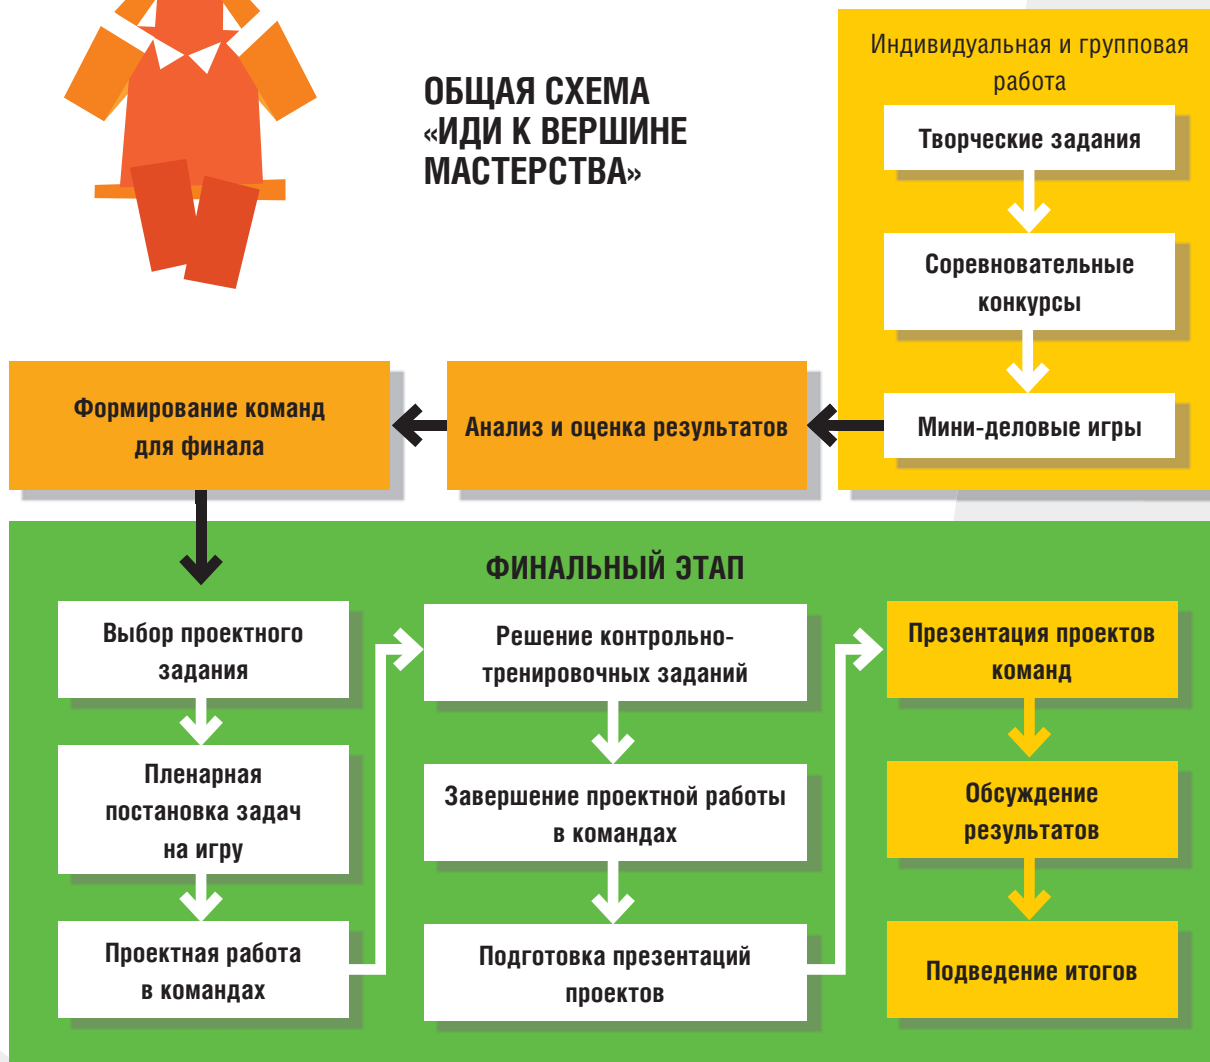 ОБЩАЯ СХЕМА
«ИДИ К ВЕРШИНЕ
МАСТЕРСТВА»
Индивидуальная и групповая
работа
Творческие задания
Соревновательные
конкурсы
Мини-деловые игры
Анализ и оценка результатов
Формирование команд
для финала
ФИНАЛЬНЫЙ ЭТАП
Выбор проектного
задания
Пленарная
постановка задач
на игру
Проектная работа
в командах
Решение контрольно-
тренировочных заданий
Завершение проектной работы
в командах
Подготовка презентаций
проектов
Презентация проектов
команд
Обсуждение
результатов
Подведение итогов